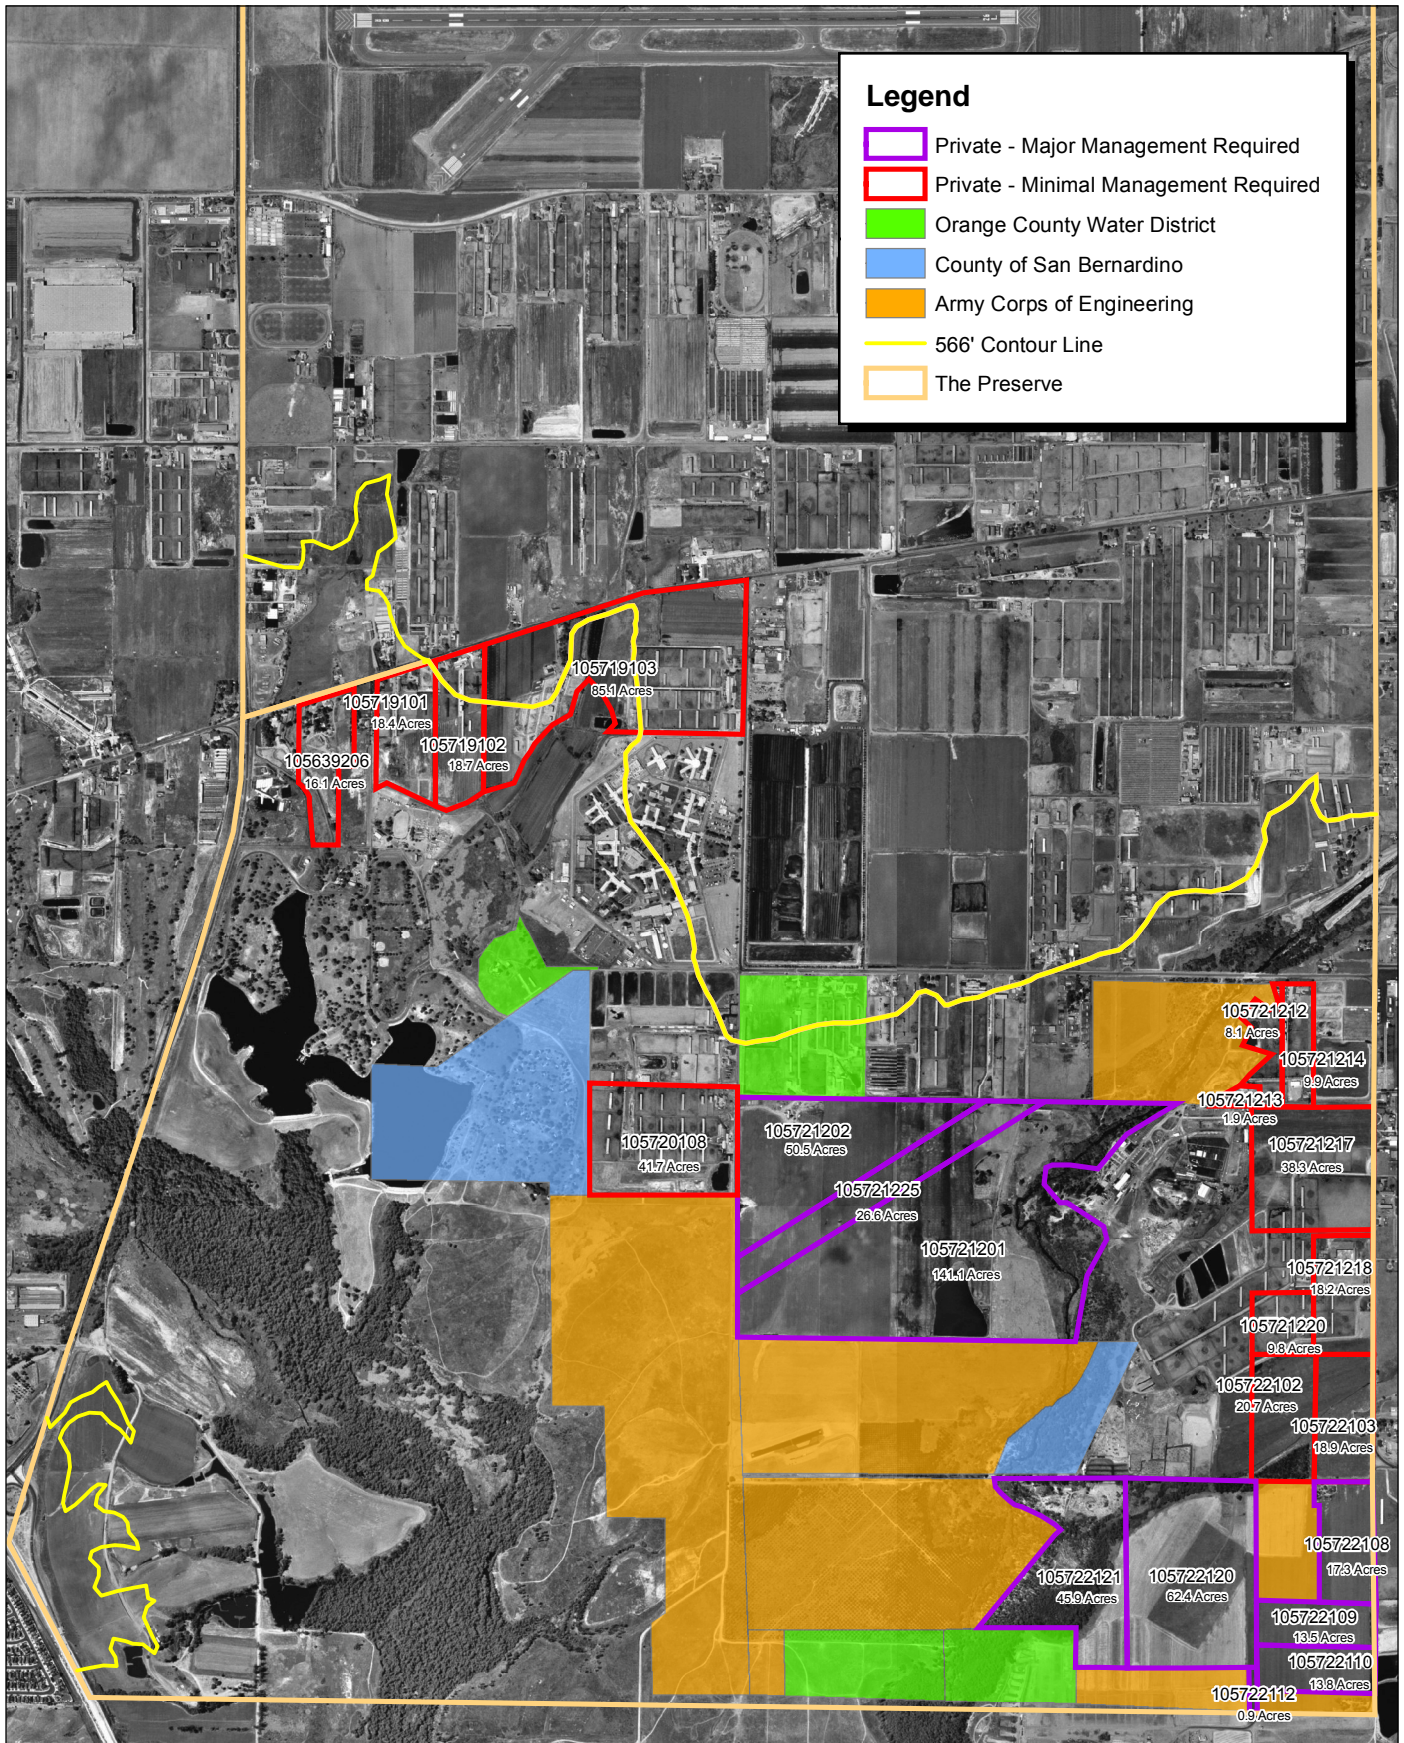 Legend
Private - Major Management Required
Private - Minimal Management Required
Orange County Water District
County of San Bernardino
Army Corps of Engineering
566' Contour Line
The Preserve
105719103
85.1 Acres
105719101
18.4 Acres
105719102
18.7 Acres
105639206
16.1 Acres
105721212
8.1 Acres
105721214
9.9 Acres
105721213
1.9 Acres
105720108
41.7 Acres
105721202
50.5 Acres
105721217
38.3 Acres
105721225
26.6 Acres
105721201
141.1 Acres
105721218
18.2 Acres
105721220
9.8 Acres
105722102
20.7 Acres
105722103
18.9 Acres
105722108
17.3 Acres
105722121
45.9 Acres
105722120
62.4 Acres
105722109
13.5 Acres
105722110
13.8 Acres
105722112
0.9 Acres